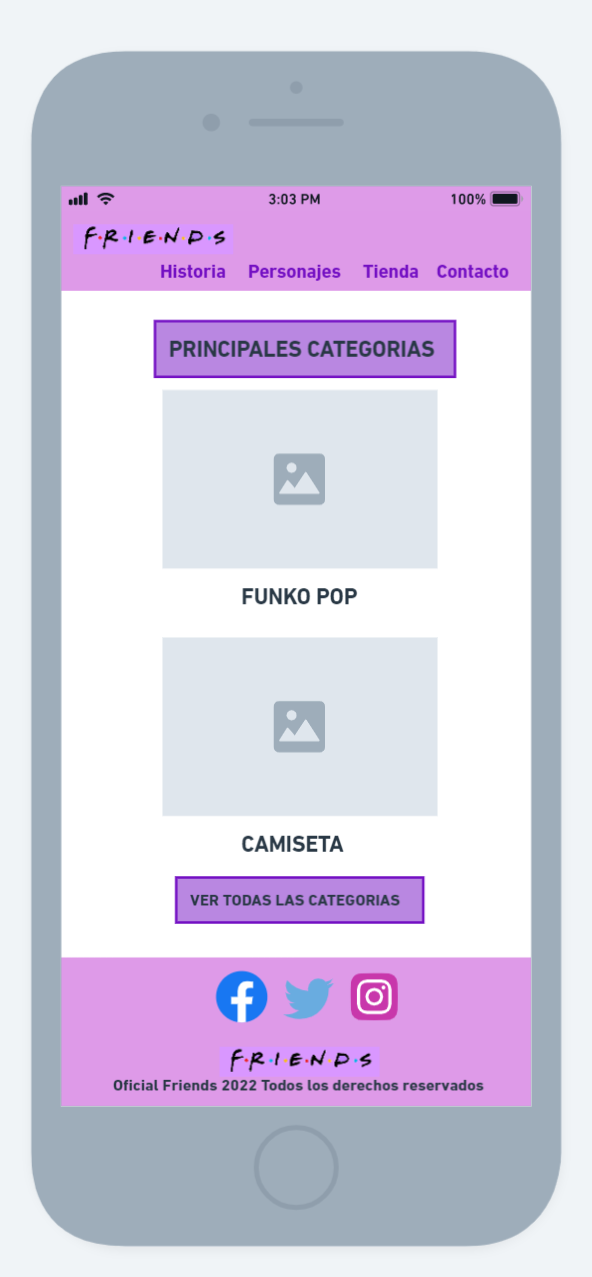 3:03 PM 100%
F·R·I·E·N·D·S
Historia Personajes Tienda Contacto
PRINCIPALES CATEGORIAS
FUNKO POP
CAMISETA
VER TODAS LAS CATEGORIAS
F·R·I·E·N·D·S
Oficial Friends 2022 Todos los derechos reservados